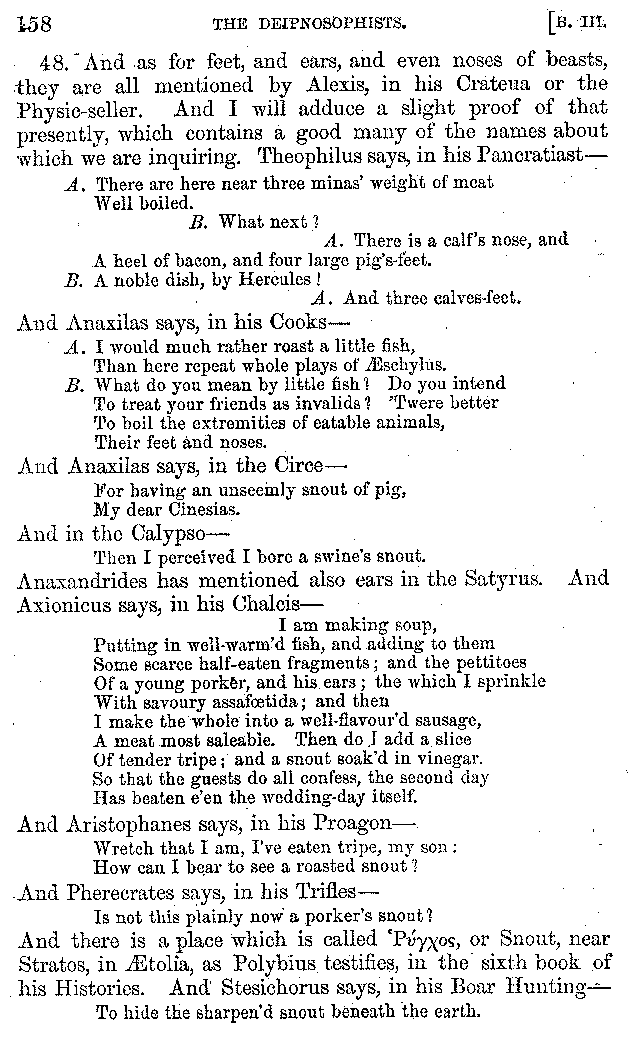 158 THE DEIPNOSOPHISTS. [B. III.
48. And as for feet, and ears, and even noses of beasts,
they are all mentioned by Alexis, in his Crateua or the
Physic-seller. And I will adduce a slight proof of that
presently, which contains a good many of the names about
which we are inquiring. Theophilus says, in his Pancratiast—
A. There are here near three minas' weight of meat
Well boiled.
B. What next?
A. There is a calf's nose, and
A heel of bacon, and four large pig's-feet.
B. A noble dish, by Hercules!
A. And three calves-feet.
And Anaxilas says, in his Cooks—
A. I would much rather roast a little fish,
Than here repeat whole plays of Æschylus.
B. What do you mean by little fish? Do you intend
To treat your friends as invalids? 'Twere better
To boil the extremities of eatable animals,
Their feet and noses.
And Anaxilas says, in the Circe—
For having an unseemly snout of pig,
My dear Cinesias.
And in the Calypso—
Then I perceived I bore a swine's snout.
Anaxandrides has mentioned also ears in the Satyrus. And
Axionicus says, in his Chalcis—
I am making soup,
Putting in well-warm'd fish, and adding to them
Some scarce half-eaten fragments; and the pettitoes
Of a young porker, and his ears; the which I sprinkle
With savoury assafœtida; and then
I make the whole into a well-flavour'd sausage,
A meat most saleable. Then do I add a slice
Of tender tripe; and a snout soak'd in vinegar.
So that the guests do all confess, the second day
Has beaten e'en the wedding-day itself.
And Aristophanes says, in his Proagon—
Wretch that I am, I've eaten tripe, my son:
How can I bear to see a roasted snout?
And Pherecrates says, in his Trifles—
Is not this plainly now a porker's snout?
And there is a place which is called Ῥύγχος, or Snout, near
Stratos, in Ætolia, as Polybius testifies, in the sixth book of
his Histories. And Stesichorus says, in his Boar Hunting—
To hide the sharpen'd snout beneath the earth.